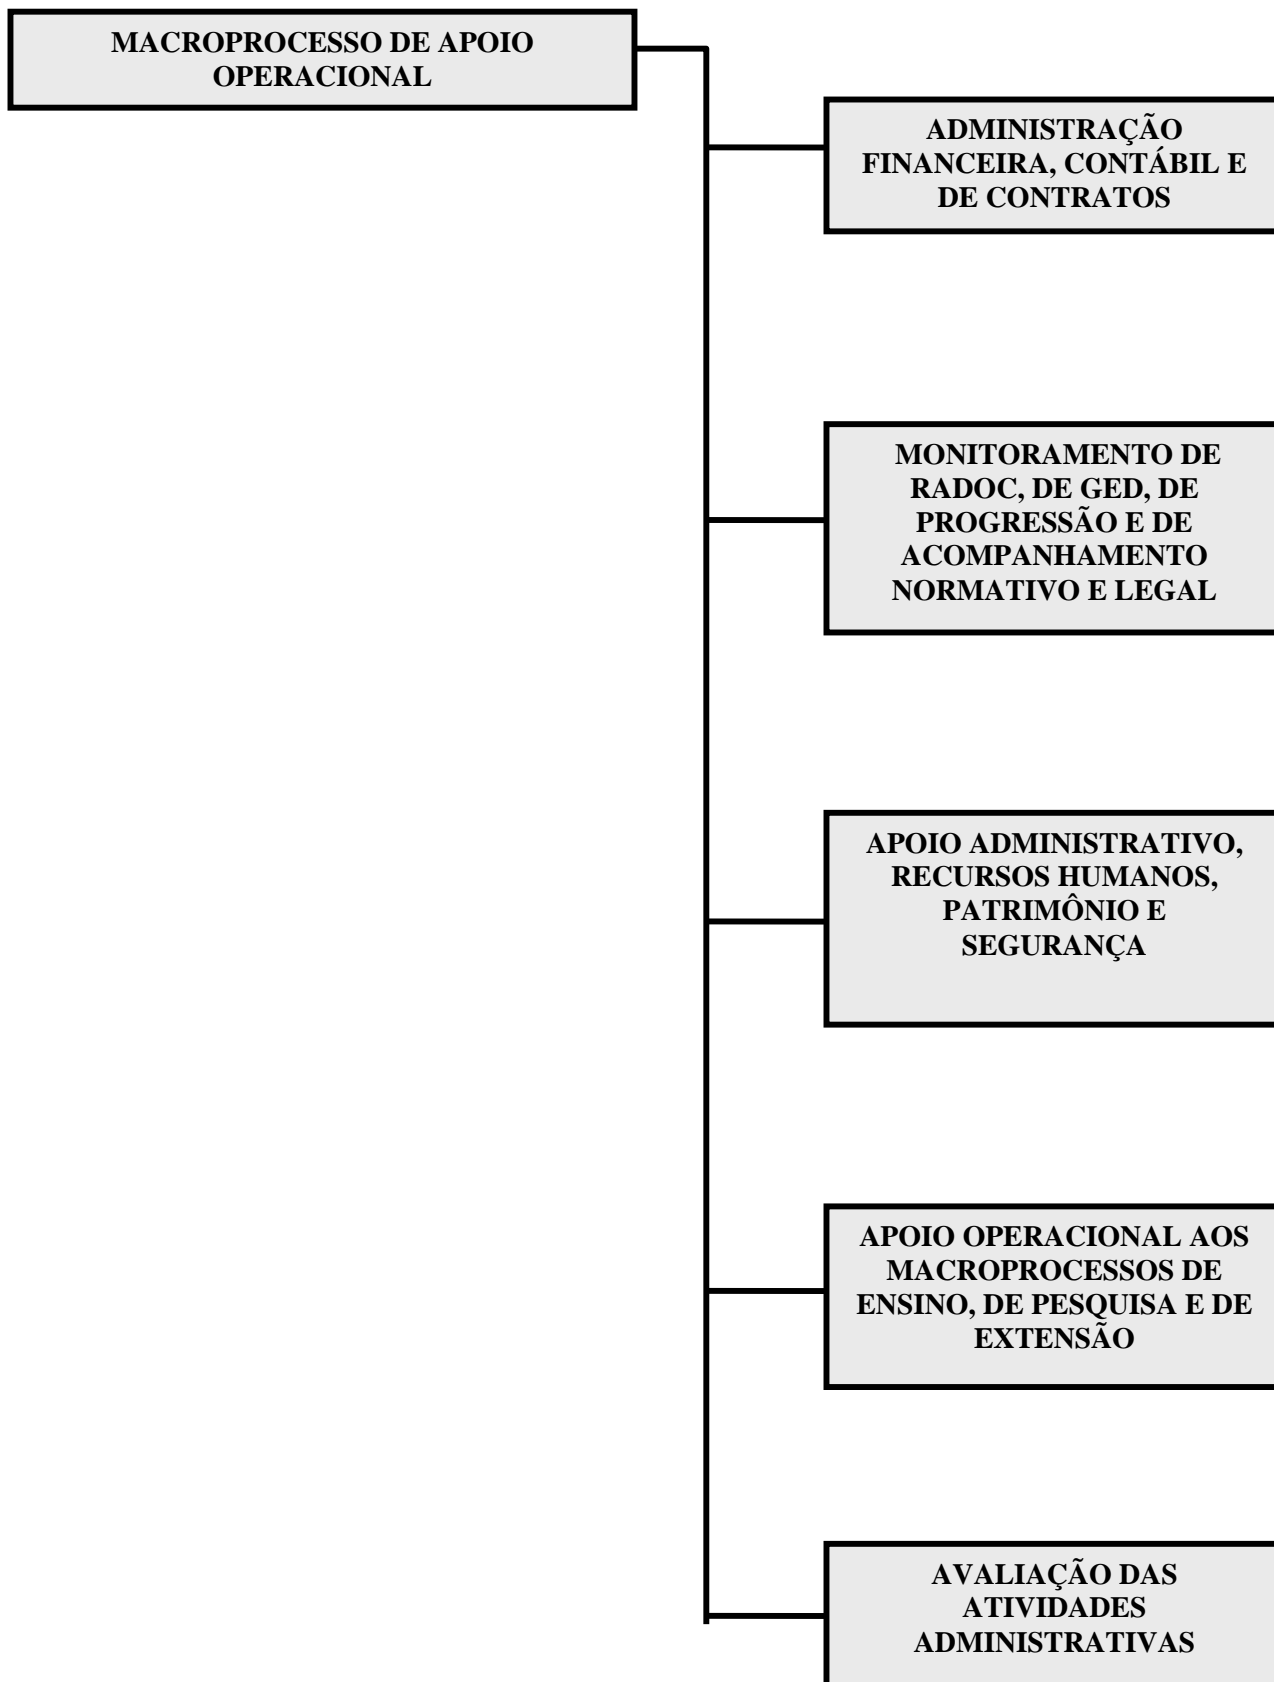 MACROPROCESSO DE APOIO
OPERACIONAL
ADMINISTRAÇÃO
FINANCEIRA, CONTÁBIL E
DE CONTRATOS
MONITORAMENTO DE
RADOC, DE GED, DE
PROGRESSÃO E DE
ACOMPANHAMENTO
NORMATIVO E LEGAL
APOIO ADMINISTRATIVO,
RECURSOS HUMANOS,
PATRIMÔNIO E
SEGURANÇA
APOIO OPERACIONAL AOS
MACROPROCESSOS DE
ENSINO, DE PESQUISA E DE
EXTENSÃO
AVALIAÇÃO DAS
ATIVIDADES
ADMINISTRATIVAS